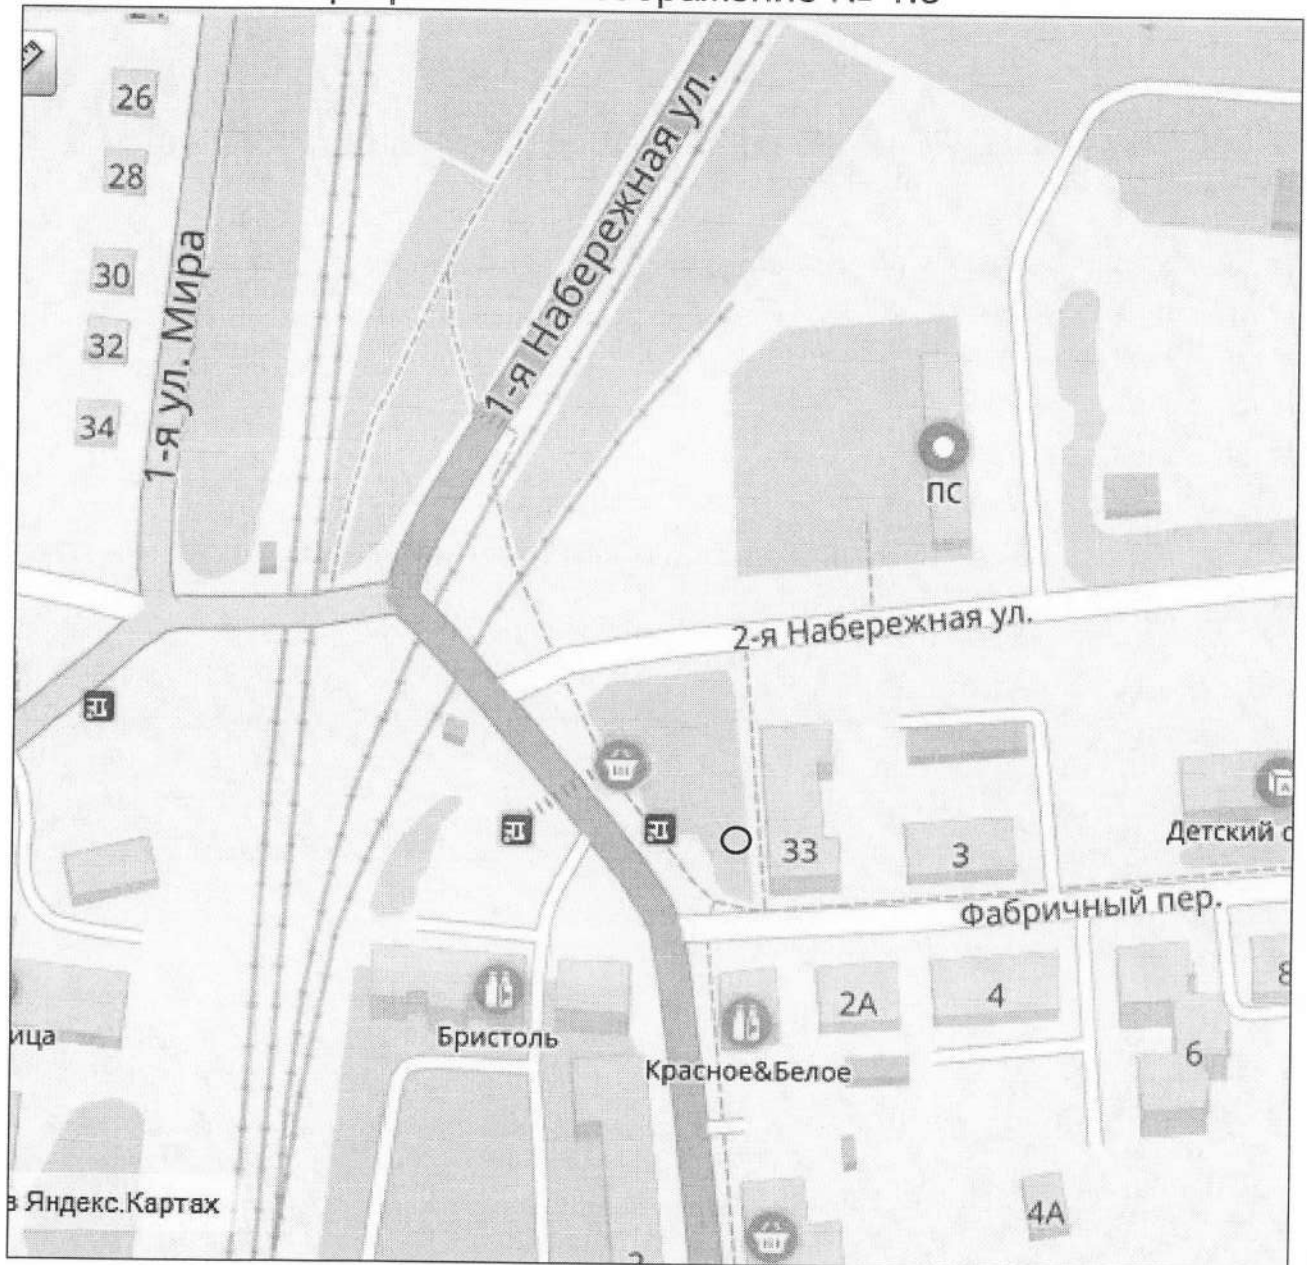 26
28
30
32
34
1-я ул. Мира
1-я Набережная ул.
ПС
2-я Набережная ул.
33
3
Детский с
Фабричный пер.
2А
4
8
6
Бристоль
Красное&Белое
ица
в Яндекс.Картах
4А